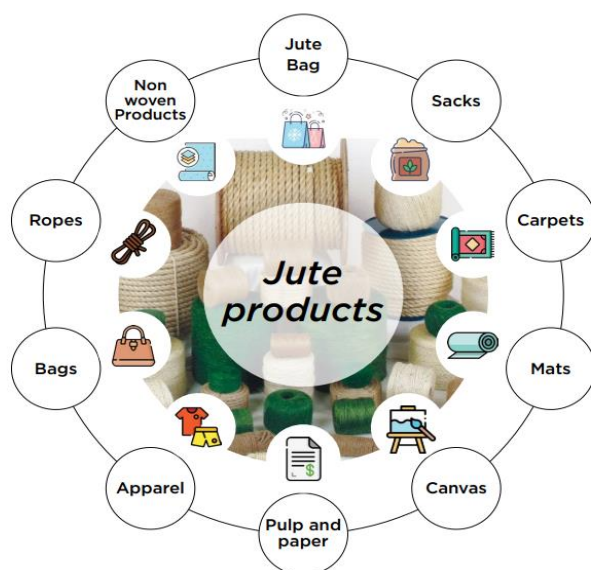 Jute
Bag
Non
woven
Products
Sacks
Ropes
Carpets
Jute
products
Bags
Mats
Apparel
Canvas
Pulp and
paper
$